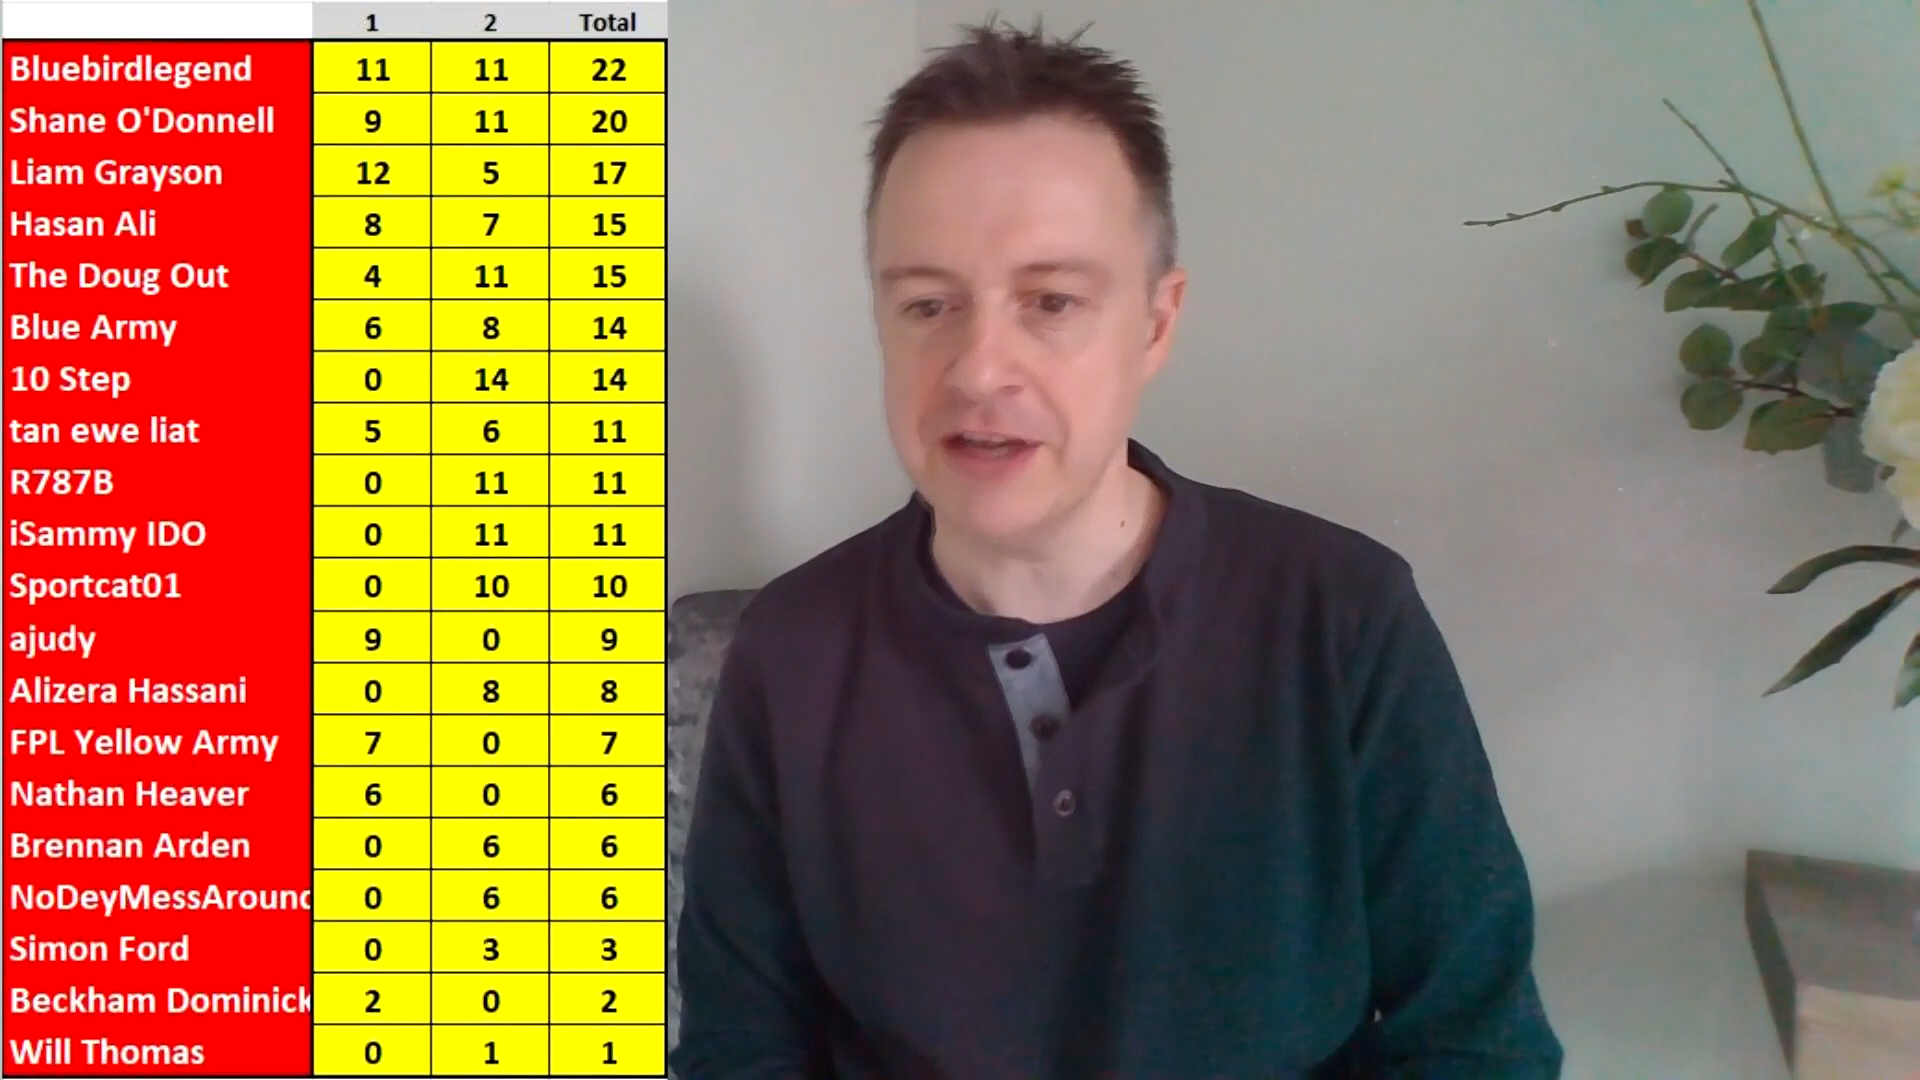 1 2 Total
Bluebirdlegend 11 11 22
Shane O'Donnell 9 11 20
Liam Grayson 12 5 17
Hasan Ali 8 7 15
The Doug Out 4 11 15
Blue Army 6 8 14
10 Step 0 14 14
tan ewe liat 5 6 11
R787B 0 11 11
iSammy IDO 0 11 11
Sportcat01 0 10 10
ajudy 9 0 9
Alizera Hassani 0 8 8
FPL Yellow Army 7 0 7
Nathan Heaver 6 0 6
Brennan Arden 0 6 6
NoDeyMessAround 0 6 6
Simon Ford 0 3 3
Beckham Dominick 2 0 2
Will Thomas 0 1 1